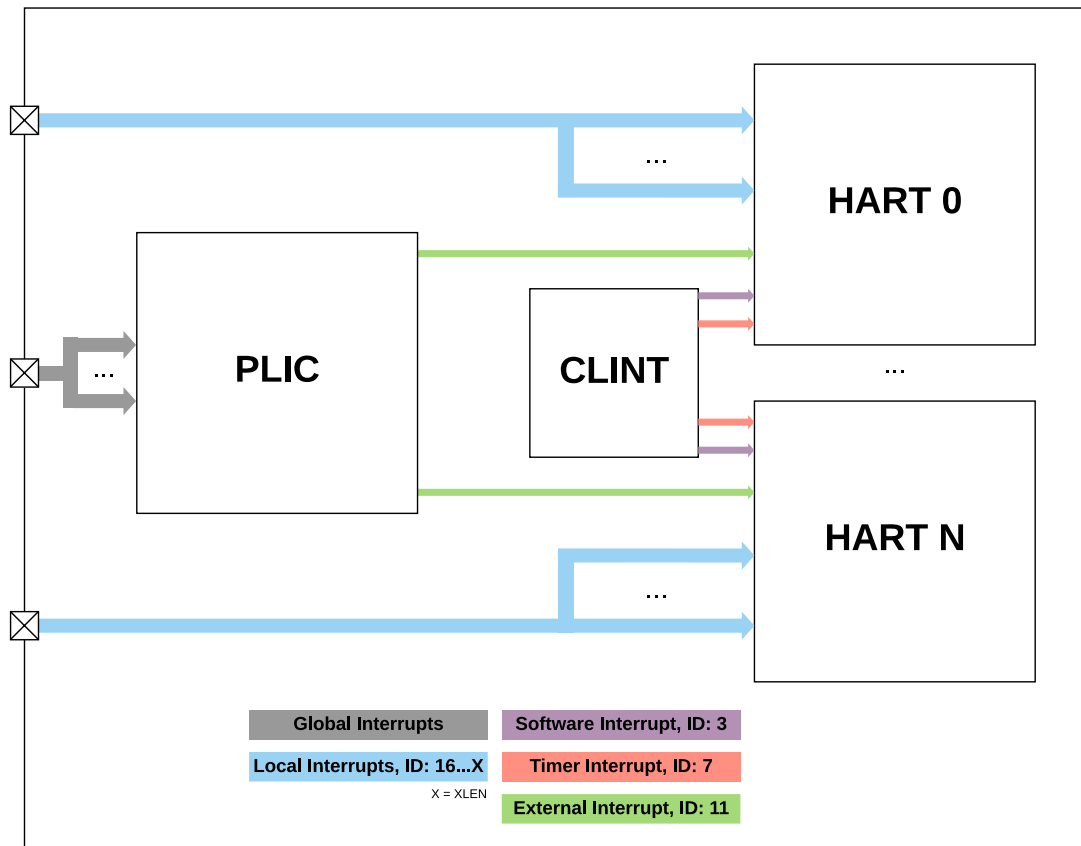 ...
HART 0
PLIC
...
CLINT
...
HART N
...
Global Interrupts
Software Interrupt, ID: 3
Local Interrupts, ID: 16...X
Timer Interrupt, ID: 7
X = XLEN
External Interrupt, ID: 11